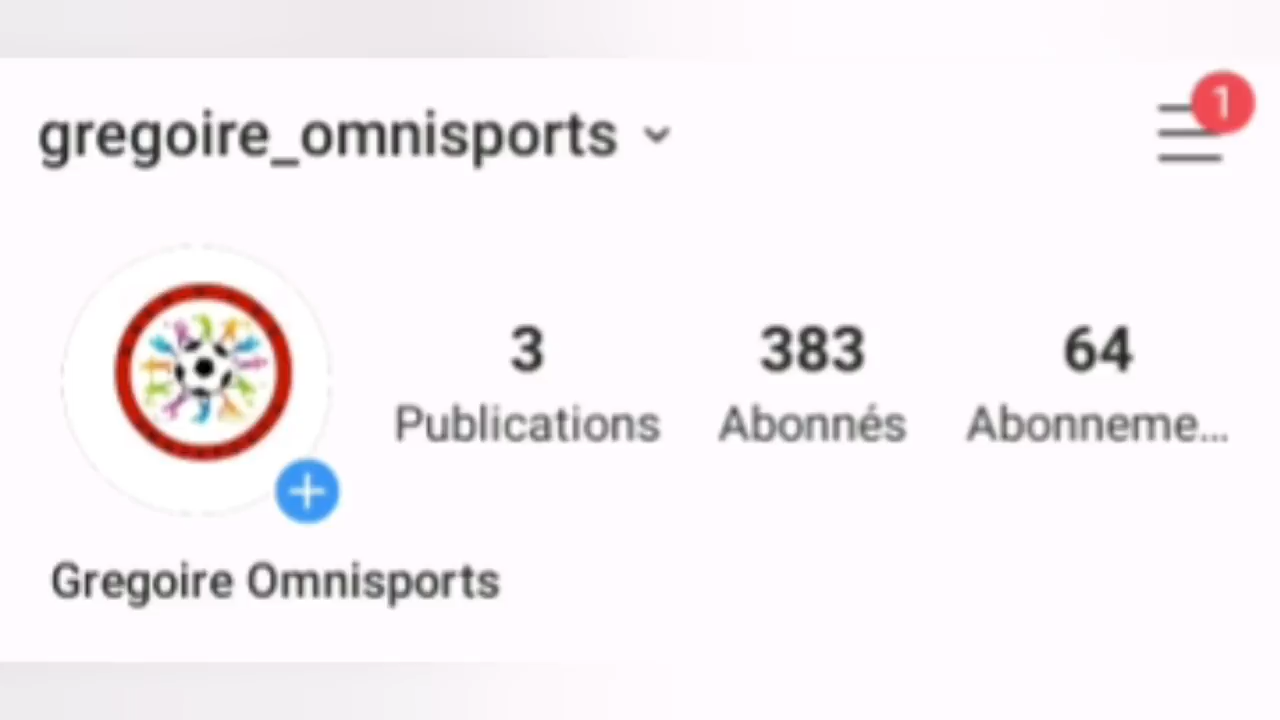 gregoire_omnisports
1
3 383 64
Publications Abonnés Abonneme...
Gregoire Omnisports